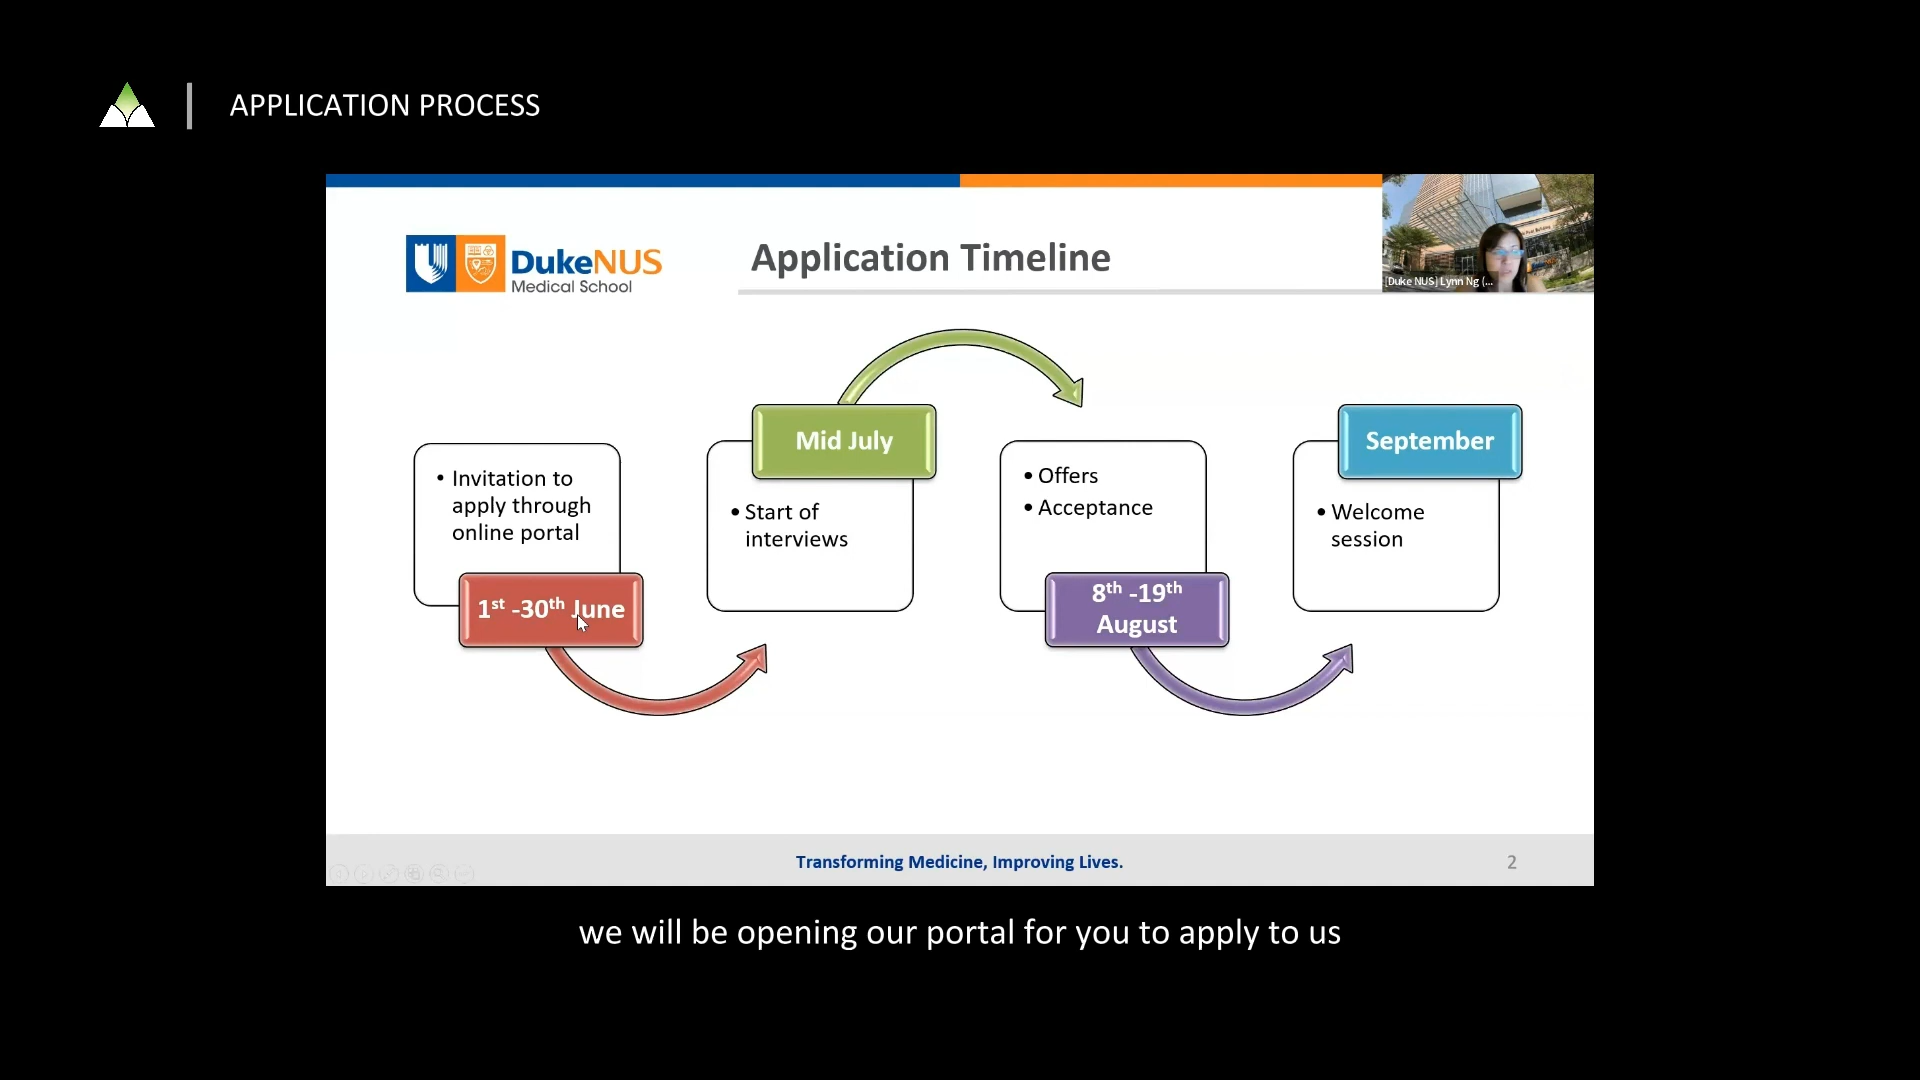 APPLICATION PROCESS
DukeNUS
Medical School
Application Timeline
[Duke NUS] Lynn Ng (...
• Invitation to
apply through
online portal
1st -30th June
Mid July
• Start of
interviews
• Offers
• Acceptance
8th -19th
August
September
• Welcome
session
Transforming Medicine, Improving Lives.
2
we will be opening our portal for you to apply to us